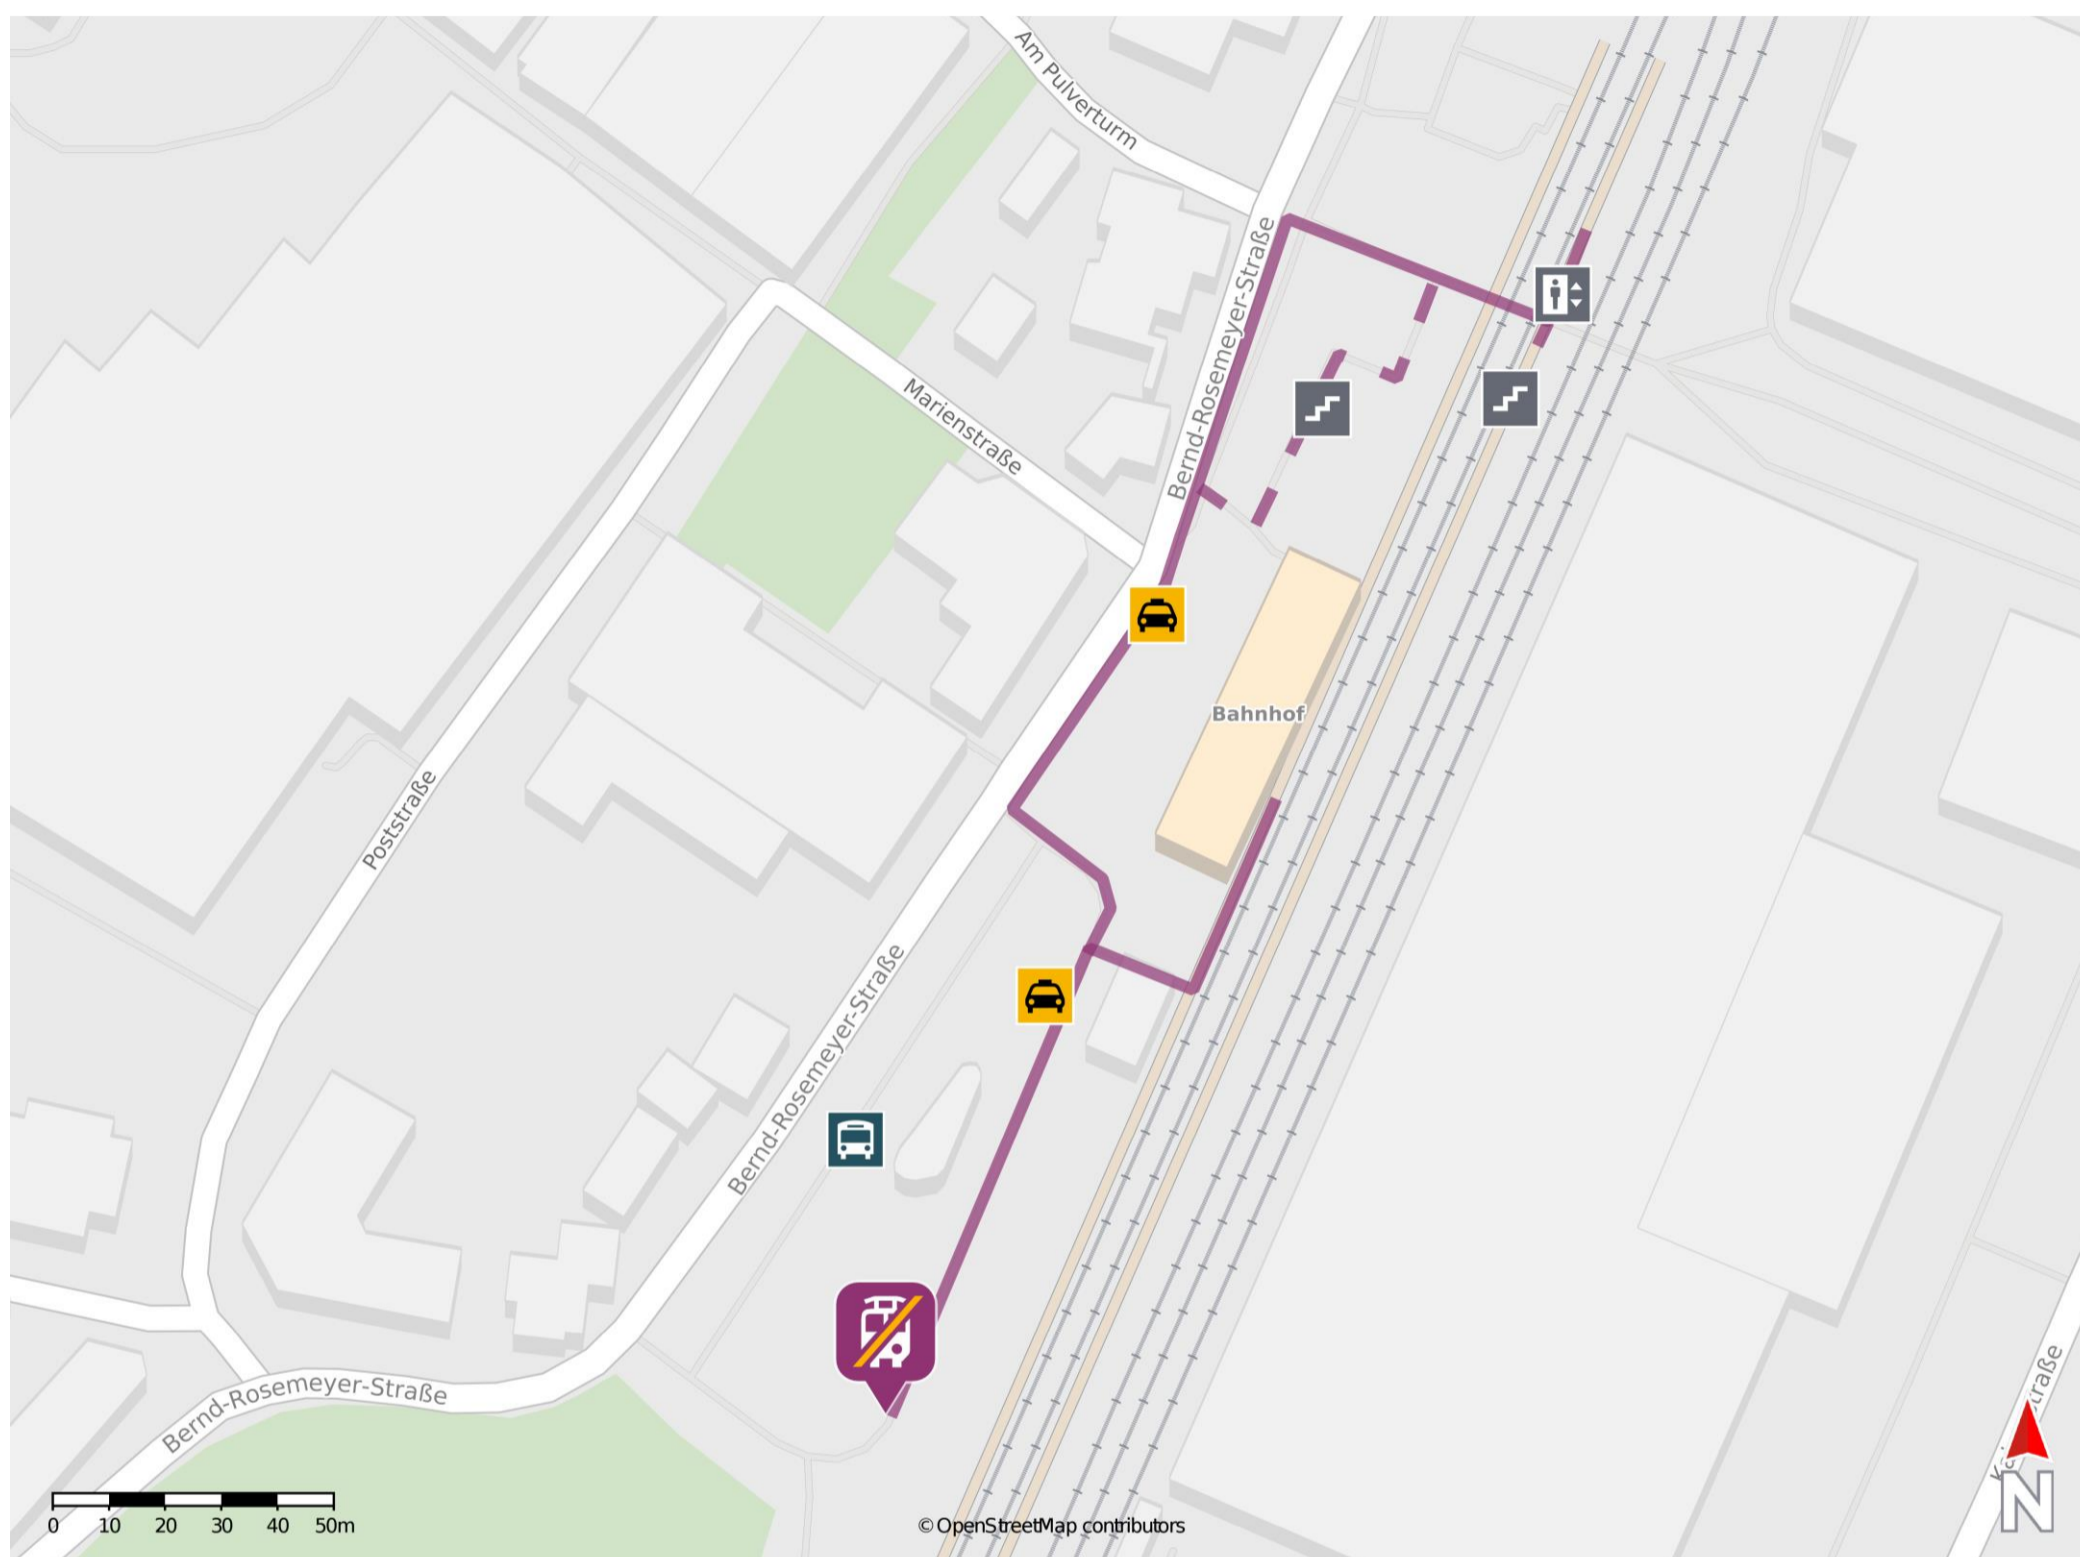 Am Pulverturm
Bernd-Rosemeyer-Straße
Marienstraße
Bahnhof
Poststraße
Bernd-Rosemeyer-Straße
Bernd-Rosemeyer-Straße
N
0 10 20 30 40 50m
© OpenStreetMap contributors